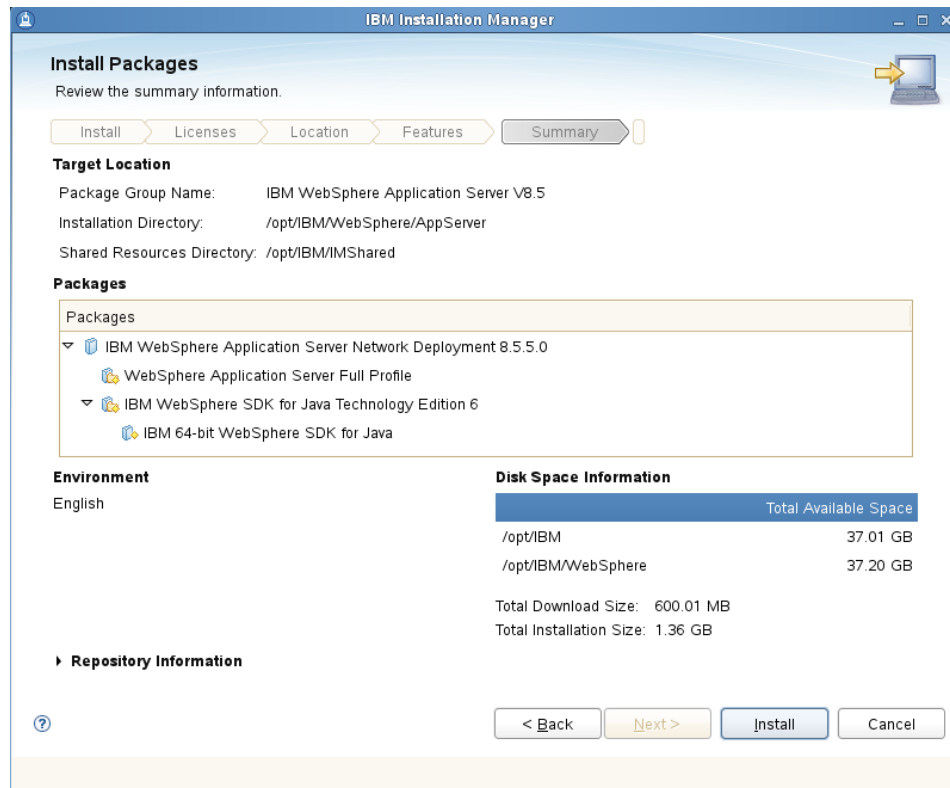 IBM Installation Manager
Install Packages
Review the summary information.
Install Licenses Location Features Summary
Target Location
Package Group Name: IBM WebSphere Application Server V8.5
Installation Directory: /opt/IBM/WebSphere/AppServer
Shared Resources Directory: /opt/IBM/IMShared
Packages
Packages
IBM WebSphere Application Server Network Deployment 8.5.5.0
WebSphere Application Server Full Profile
IBM WebSphere SDK for Java Technology Edition 6
IBM 64-bit WebSphere SDK for Java
Environment
English
Disk Space Information
Total Available Space
/opt/IBM 37.01 GB
/opt/IBM/WebSphere 37.20 GB
Total Download Size: 600.01 MB
Total Installation Size: 1.36 GB
Repository Information
? < Back Next > Install Cancel